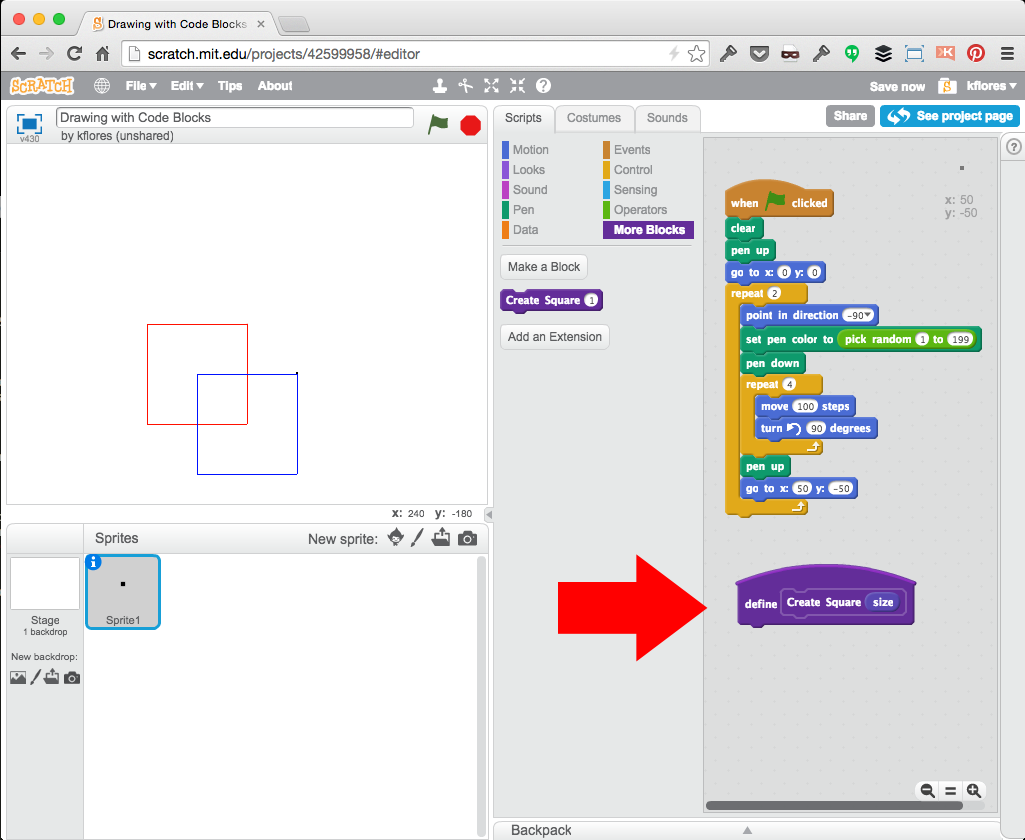 Drawing with Code Blocks
scratch.mit.edu/projects/42599958/#editor
SCRATCH
File
Edit
Tips
About
Save now
kflores
v430
Drawing with Code Blocks
by kflores (unshared)
Scripts
Costumes
Sounds
Share
See project page
Motion
Events
Looks
Control
Sound
Sensing
Pen
Operators
Data
More Blocks
Make a Block
Create Square 1
Add an Extension
x: 50
y: -50
when clicked
clear
pen up
go to x: 0 y: 0
repeat 2
point in direction -90
set pen color to pick random 1 to 199
pen down
repeat 4
move 100 steps
turn 90 degrees
pen up
go to x: 50 y: -50
define Create Square size
x: 240 y: -180
Sprites
New sprite:
Stage
1 backdrop
New backdrop:
Sprite1
Backpack